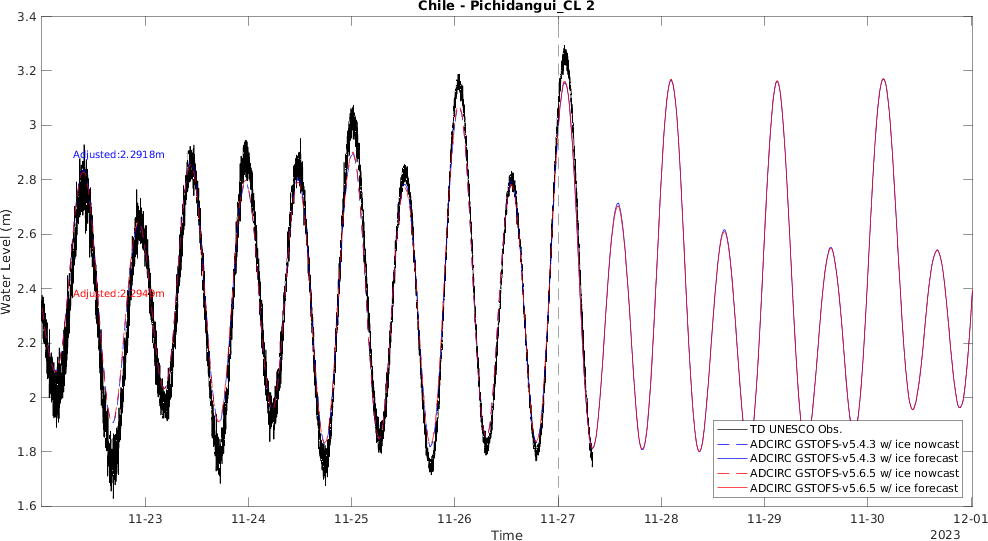 Chile - Pichidangui_CL 2
3.4
3.2
3
2.8
2.6
2.4
2.2
2
1.8
1.6
Water Level (m)
Adjusted:2.2918m
Adjusted:2.2949m
TD UNESCO Obs.
ADCIRC GSTOFS-v5.4.3 w/ ice nowcast
ADCIRC GSTOFS-v5.4.3 w/ ice forecast
ADCIRC GSTOFS-v5.6.5 w/ ice nowcast
ADCIRC GSTOFS-v5.6.5 w/ ice forecast
11-23 11-24 11-25 11-26 11-27 11-28 11-29 11-30 12-01
Time
2023